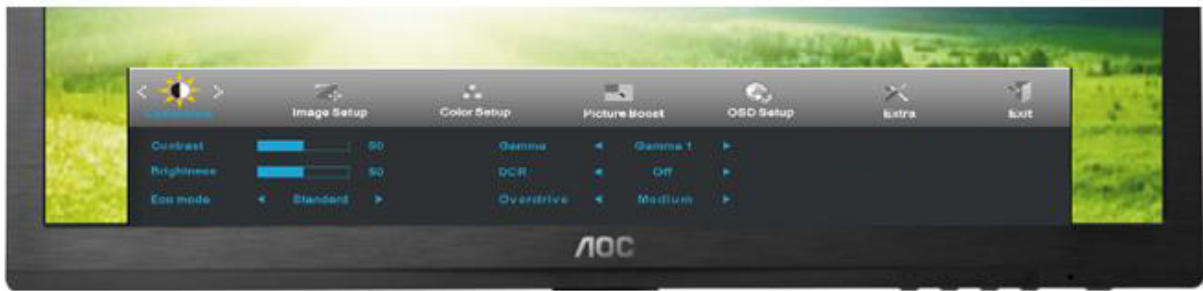 Luminance
Image Setup
Color Setup
Picture Boost
OSD Setup
Extra
Exit
Contrast 50 Gamma Gamma 1
Brightness 50 DCR Off
Eco mode Standard Overdrive Medium
AOC